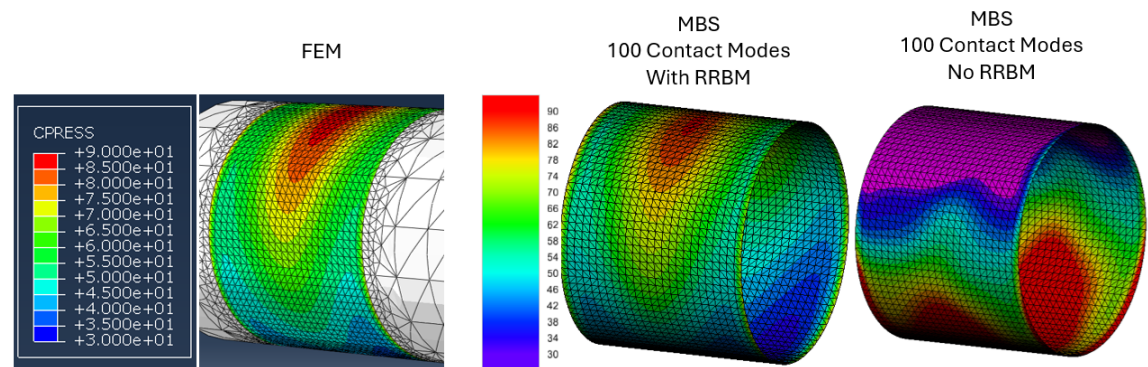 FEM
MBS
100 Contact Modes
With RRBM
MBS
100 Contact Modes
No RRBM
CPRESS
+9.000e+01
+8.500e+01
+8.000e+01
+7.500e+01
+7.000e+01
+6.500e+01
+6.000e+01
+5.500e+01
+5.000e+01
+4.500e+01
+4.000e+01
+3.500e+01
+3.000e+01
90
86
82
78
74
70
66
62
58
54
50
46
42
38
34
30